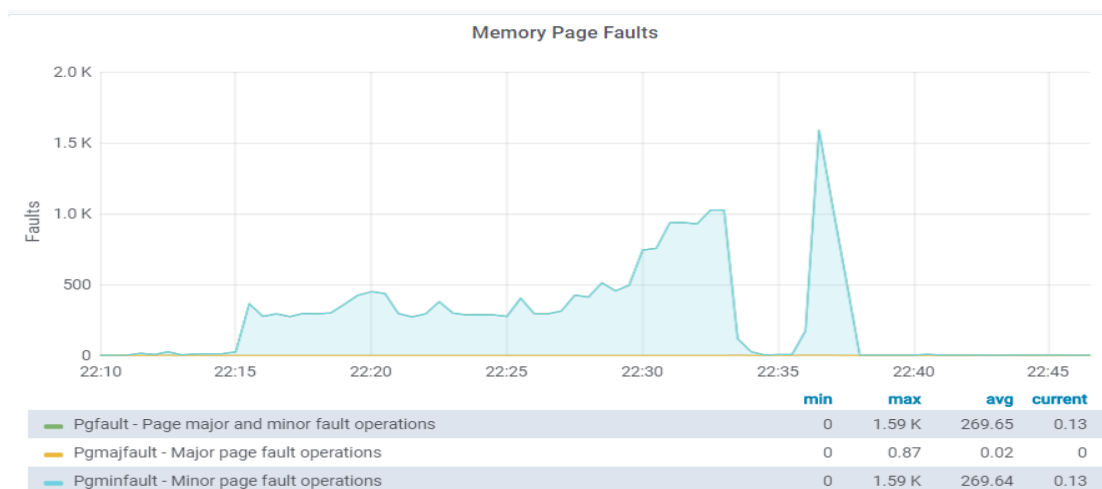 Memory Page Faults
2.0 K
1.5 K
1.0 K
500
0
Faults
22:10 22:15 22:20 22:25 22:30 22:35 22:40 22:45
min max avg current
Pgfault - Page major and minor fault operations 0 1.59 K 269.65 0.13
Pgmajfault - Major page fault operations 0 0.87 0.02 0
Pgminfault - Minor page fault operations 0 1.59 K 269.64 0.13